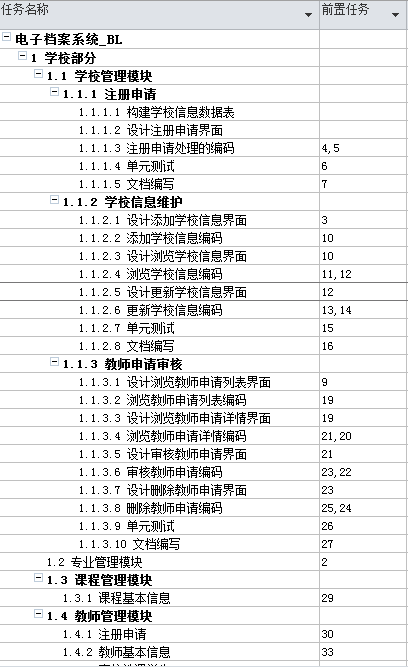 任务名称 前置任务
电子档案系统_BL
1 学校部分
1.1 学校管理模块
1.1.1 注册申请
1.1.1.1 构建学校信息数据表
1.1.1.2 设计注册申请界面
1.1.1.3 注册申请处理的编码 4,5
1.1.1.4 单元测试 6
1.1.1.5 文档编写 7
1.1.2 学校信息维护
1.1.2.1 设计添加学校信息界面 3
1.1.2.2 添加学校信息编码 10
1.1.2.3 设计浏览学校信息界面 10
1.1.2.4 浏览学校信息编码 11,12
1.1.2.5 设计更新学校信息界面 12
1.1.2.6 更新学校信息编码 13,14
1.1.2.7 单元测试 15
1.1.2.8 文档编写 16
1.1.3 教师申请审核
1.1.3.1 设计浏览教师申请列表界面 9
1.1.3.2 浏览教师申请列表编码 19
1.1.3.3 设计浏览教师申请详情界面 19
1.1.3.4 浏览教师申请详情编码 21,20
1.1.3.5 设计审核教师申请界面 21
1.1.3.6 审核教师申请编码 23,22
1.1.3.7 设计删除教师申请界面 23
1.1.3.8 删除教师申请编码 25,24
1.1.3.9 单元测试 26
1.1.3.10 文档编写 27
1.2 专业管理模块 2
1.3 课程管理模块
1.3.1 课程基本信息 29
1.4 教师管理模块
1.4.1 注册申请 30
1.4.2 教师基本信息 33